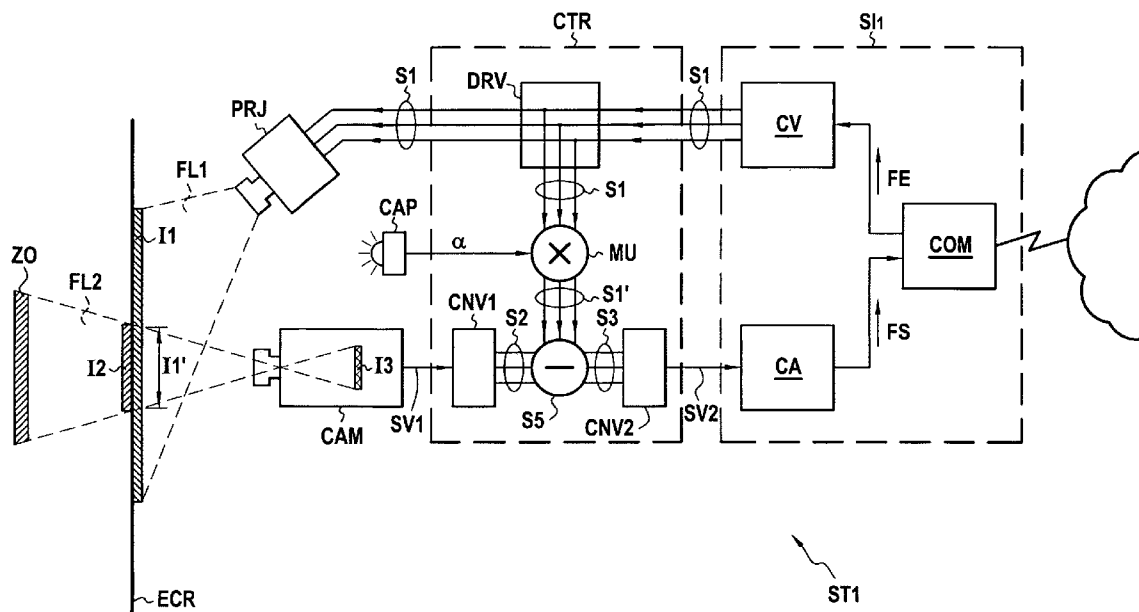 CTR
SI1
DRV
S1
S1
PRJ
CV
FL1
FE
S1
CAP
I1
ZO
α
MU
COM
FL2
CNV1
S1'
S2
S3
FS
I2
I1'
I3
CA
CAM
SV1
S5
CNV2
SV2
ECR
ST1